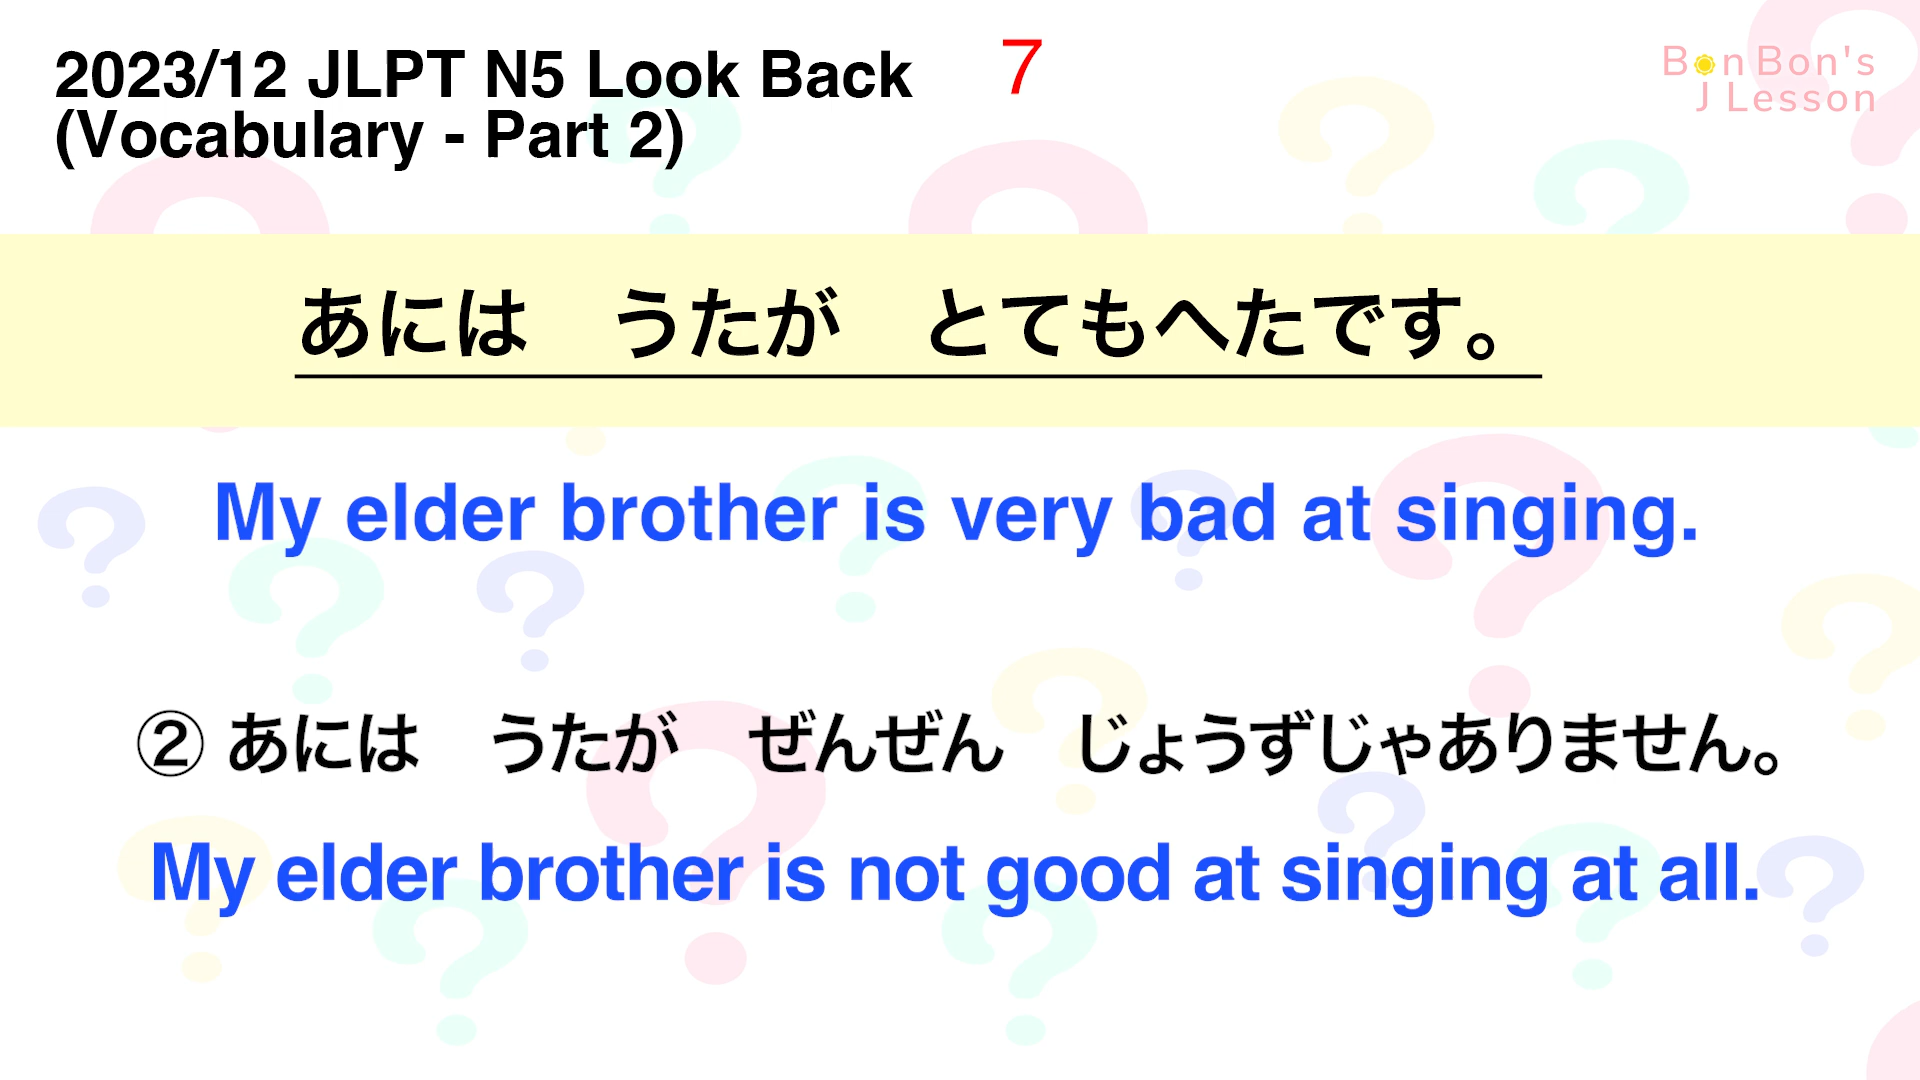 2023/12 JLPT N5 Look Back 7
(Vocabulary - Part 2)
BonBon's
J Lesson
あには　うたが　とてもへたです。
My elder brother is very bad at singing.
② あには　うたが　ぜんぜん　じょうずじゃありません。
My elder brother is not good at singing at all.